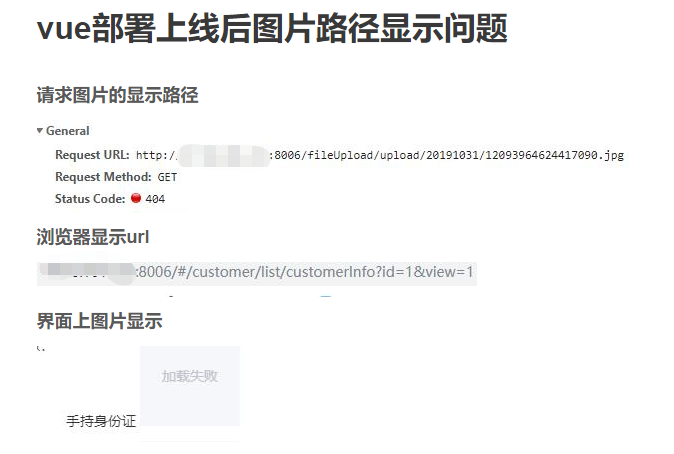 vue部署上线后图片路径显示问题
请求图片的显示路径
General
Request URL: http:/ :8006/fileUpload/upload/20191031/12093964624417090.jpg
Request Method: GET
Status Code: 404
浏览器显示url
:8006/#/customer/list/customerInfo?id=1&view=1
界面上图片显示
加载失败
手持身份证